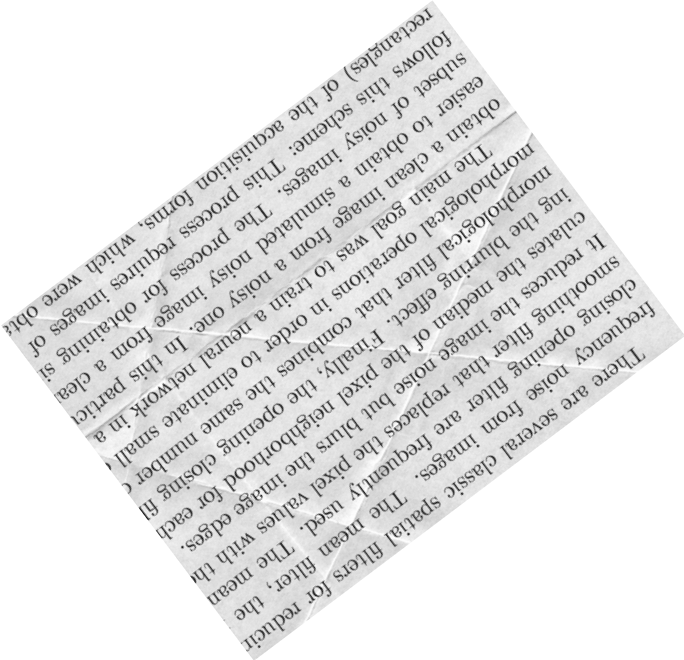 There are several classic spatial filters for reducin
frequency noise from images. The mean filter, the
closing opening filter are frequently used. The mean
smoothing filter that replaces the pixel values with th
It reduces the image noise but blurs the image edges.
culates the median of the pixel neighborhood for each
ing the blurring effect. Finally, the opening closing fil
morphological filter that combines the same number
morphological operations in order to eliminate small
The main goal was to train a neural network in a
obtain a clean image from a noisy one. In this partic
easier to obtain a simulated noisy image from a clea
subset of noisy images. The process for obtaining si
follows this scheme: This process requires images of
rectangles) of the acquisition forms, which were